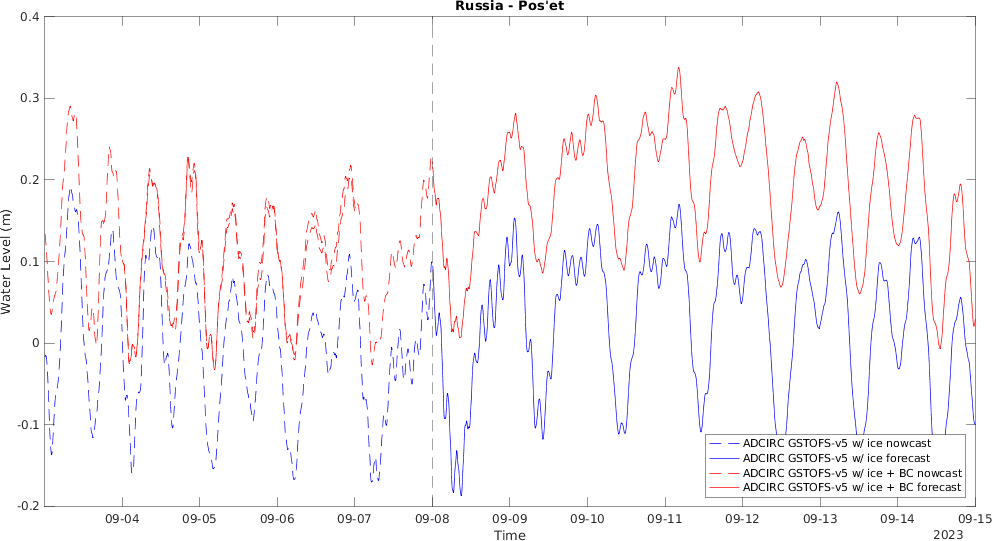 Russia - Pos'et
0.4
0.3
0.2
0.1
0
-0.1
-0.2
Water Level (m)
ADCIRC GSTOFS-v5 w/ ice nowcast
ADCIRC GSTOFS-v5 w/ ice forecast
ADCIRC GSTOFS-v5 w/ ice + BC nowcast
ADCIRC GSTOFS-v5 w/ ice + BC forecast
09-04 09-05 09-06 09-07 09-08 09-09 09-10 09-11 09-12 09-13 09-14 09-15
Time
2023